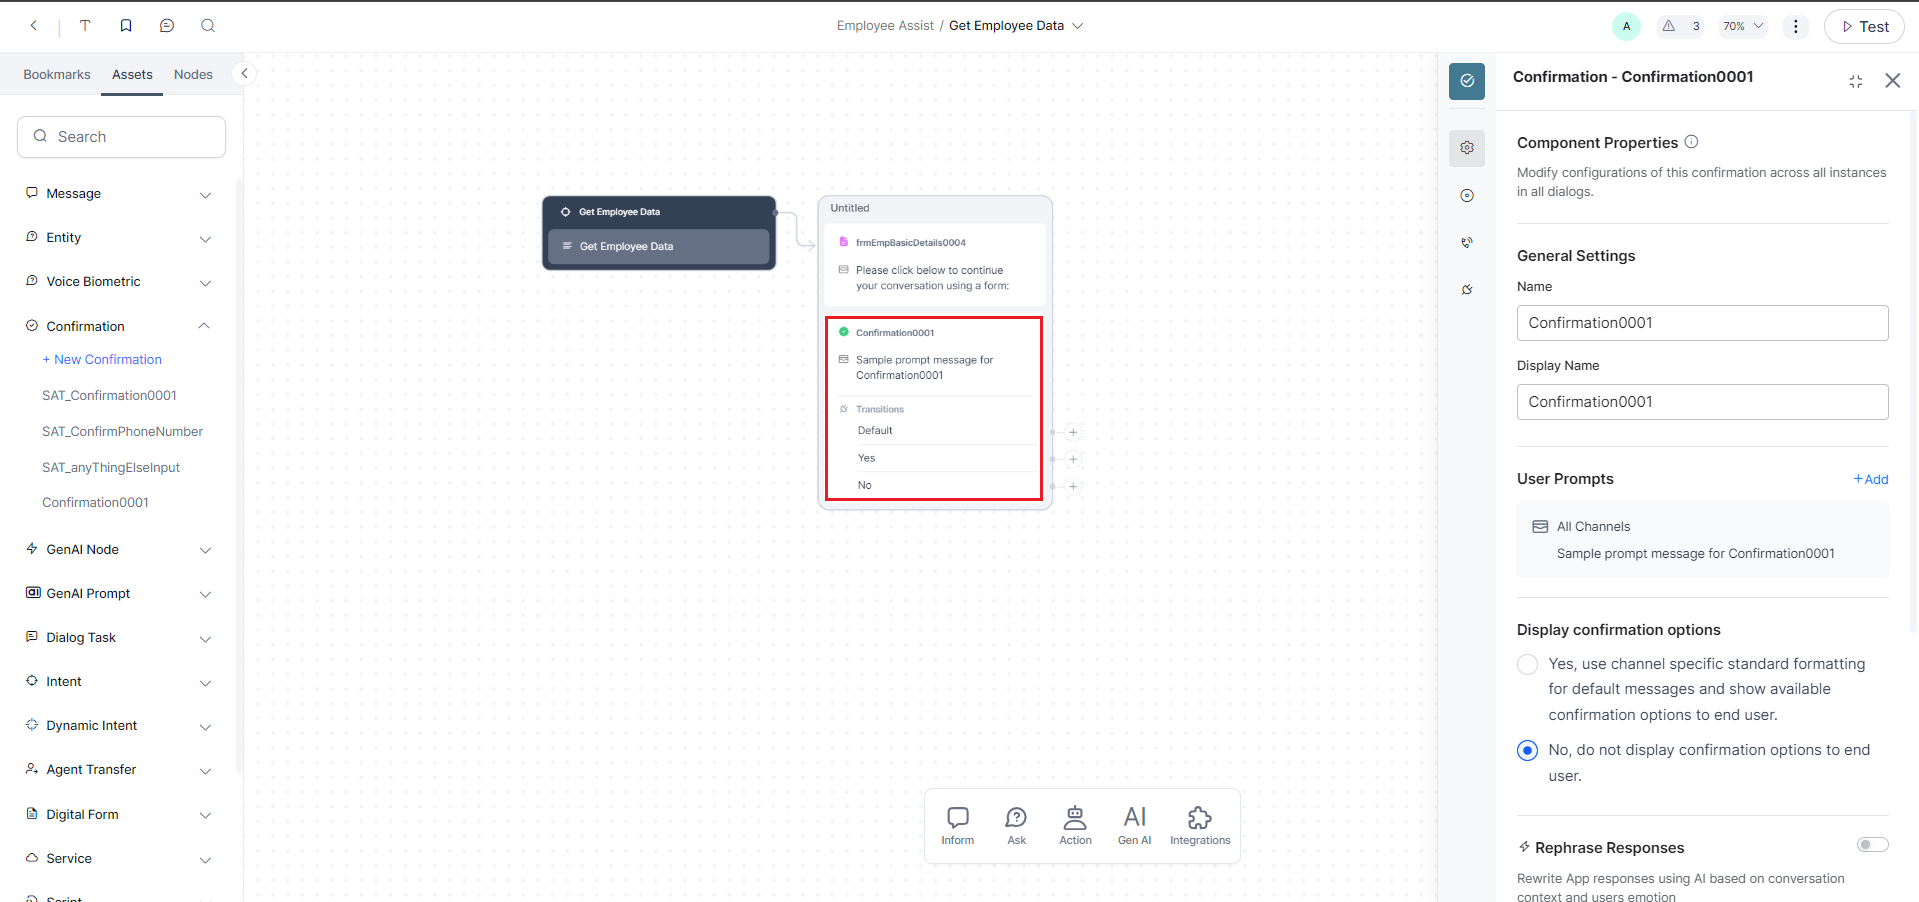 T
Employee Assist / Get Employee Data
A
3
70%
Test
Bookmarks
Assets
Nodes
Search
Message
Entity
Voice Biometric
Confirmation
+ New Confirmation
SAT_Confirmation0001
SAT_ConfirmPhoneNumber
SAT_anyThingElseInput
Confirmation0001
GenAI Node
GenAI Prompt
Dialog Task
Intent
Dynamic Intent
Agent Transfer
Digital Form
Service
Script
Get Employee Data
Get Employee Data
Untitled
frmEmpBasicDetails0004
Please click below to continue
your conversation using a form:
Confirmation0001
Sample prompt message for
Confirmation0001
Transitions
Default
Yes
No
Inform
Ask
Action
AI
Gen AI
Integrations
Confirmation - Confirmation0001
Component Properties
Modify configurations of this confirmation across all instances
in all dialogs.
General Settings
Name
Confirmation0001
Display Name
Confirmation0001
User Prompts
+Add
All Channels
Sample prompt message for Confirmation0001
Display confirmation options
Yes, use channel specific standard formatting
for default messages and show available
confirmation options to end user.
No, do not display confirmation options to end
user.
Rephrase Responses
Rewrite App responses using AI based on conversation
context and users emotion